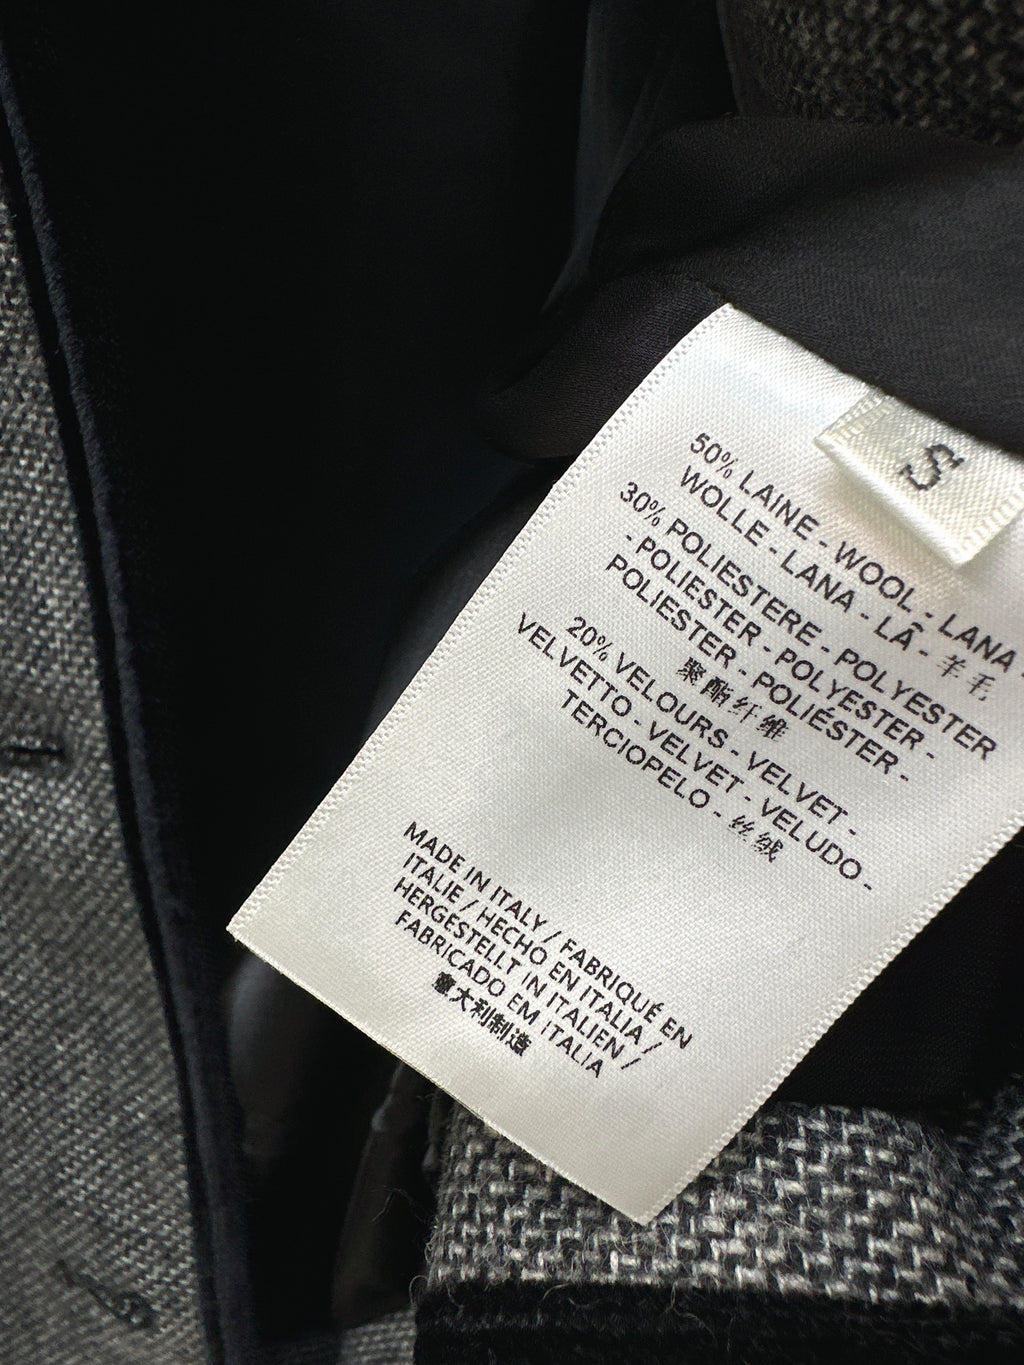 S
50% LAINE - WOOL - LANA -
WOLLE - LANA - LÃ - 羊毛
30% POLIESTERE - POLYESTER
- POLIESTER - POLYESTER -
POLIESTER - POLIÉSTER -
聚酯纤维
20% VELOURS - VELVET -
VELVETTO - VELVET - VELUDO -
TERCIOPELO - 丝绒
MADE IN ITALY / FABRIQUÉ EN
ITALIE / HECHO EN ITALIA /
HERGESTELLT IN ITALIEN /
FABRICADO EM ITALIA
意大利制造